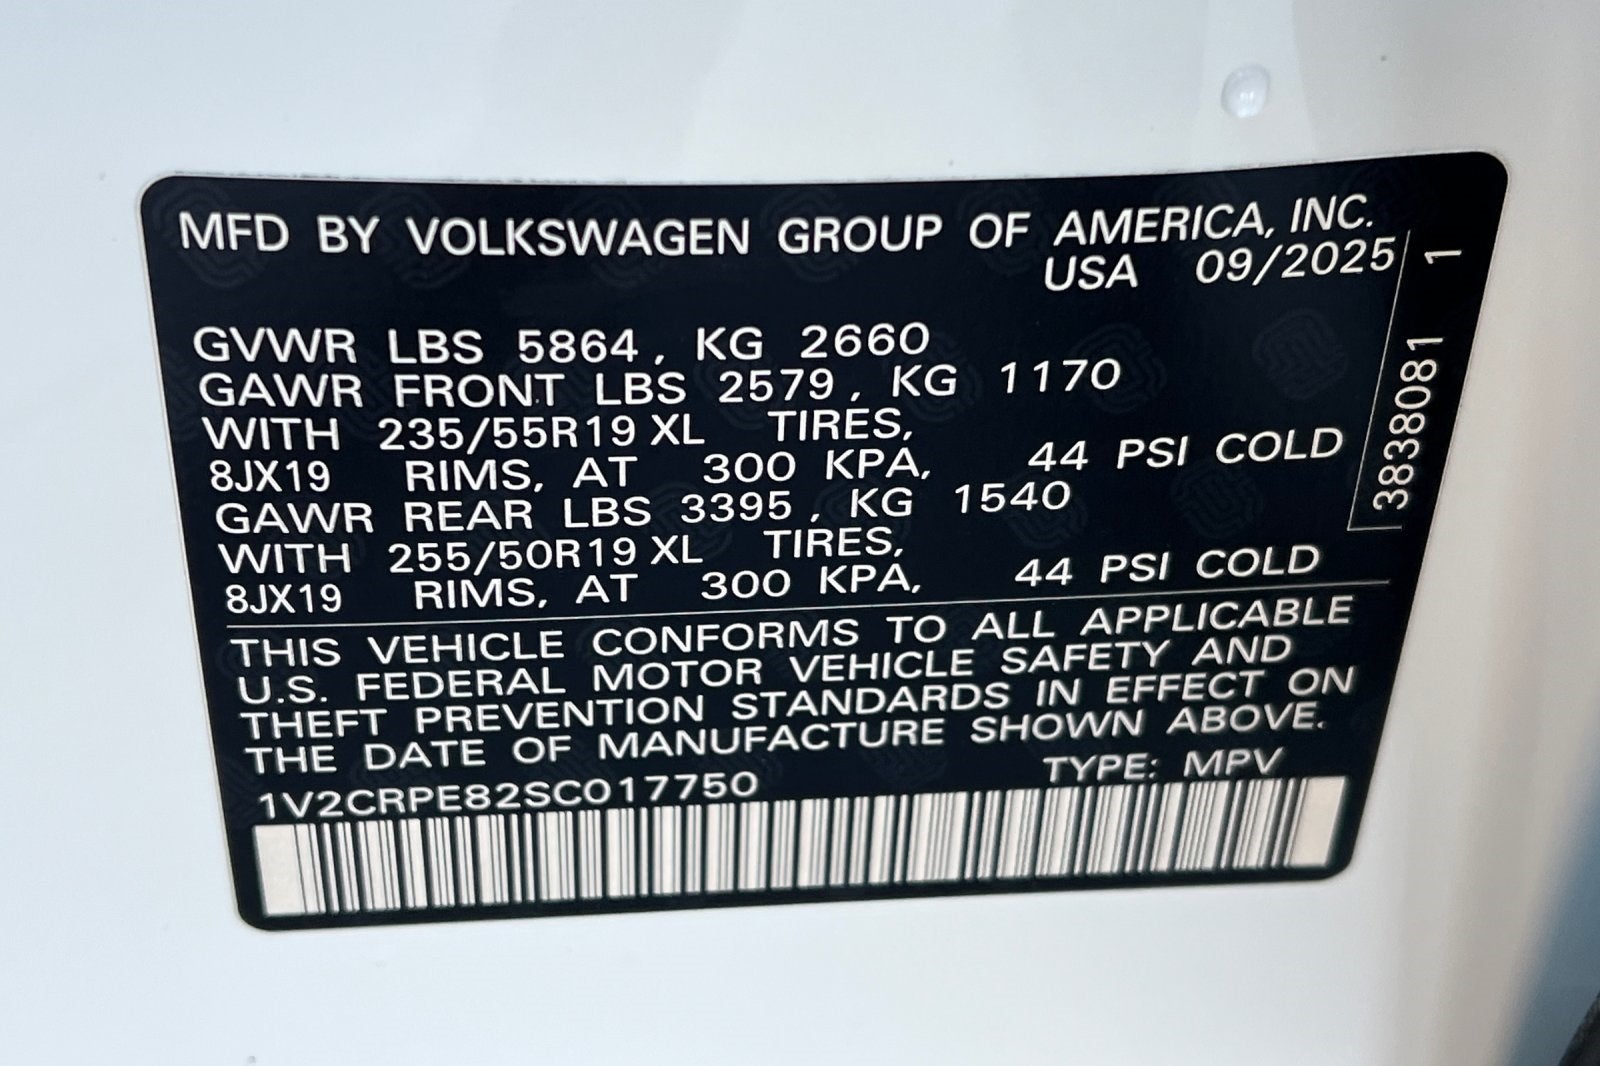 MFD BY VOLKSWAGEN GROUP OF AMERICA, INC.
USA 09/2025
GVWR LBS 5864, KG 2660
GAWR FRONT LBS 2579, KG 1170
WITH 235/55R19 XL TIRES,
8JX19 RIMS, AT 300 KPA, 44 PSI COLD
GAWR REAR LBS 3395, KG 1540
WITH 255/50R19 XL TIRES,
8JX19 RIMS, AT 300 KPA, 44 PSI COLD
THIS VEHICLE CONFORMS TO ALL APPLICABLE
U.S. FEDERAL MOTOR VEHICLE SAFETY AND
THEFT PREVENTION STANDARDS IN EFFECT ON
THE DATE OF MANUFACTURE SHOWN ABOVE.
1V2CRPE82SC017750 TYPE: MPV
3838081 1